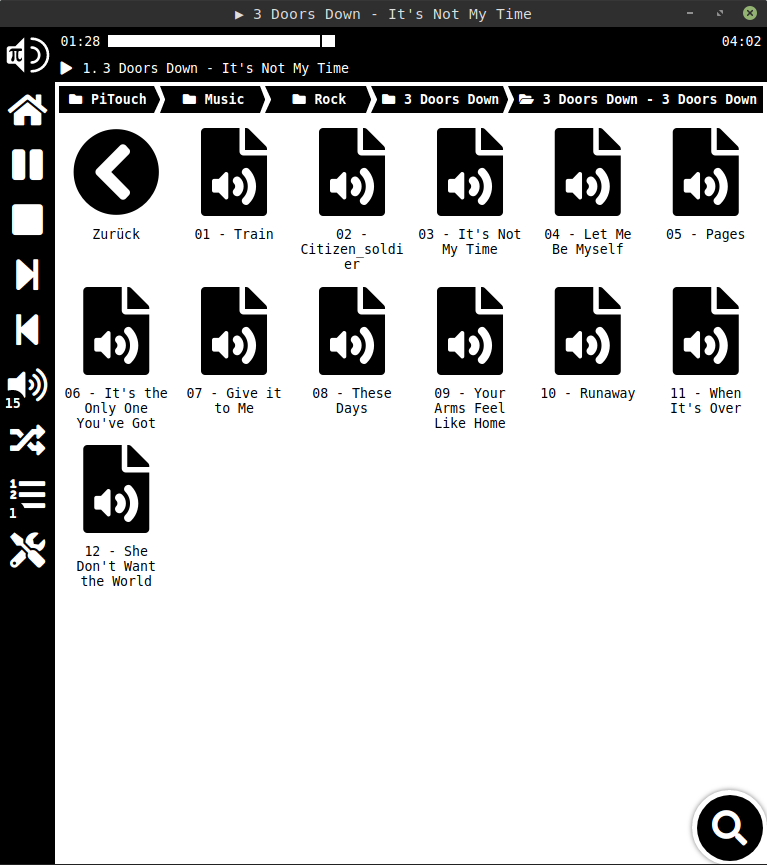 ▶ 3 Doors Down - It's Not My Time
01:28 04:02
1. 3 Doors Down - It's Not My Time
PiTouch Music Rock 3 Doors Down 3 Doors Down - 3 Doors Down
Zurück
01 - Train
02 -
Citizen_soldi
er
03 - It's Not
My Time
04 - Let Me
Be Myself
05 - Pages
06 - It's the
Only One
You've Got
07 - Give it
to Me
08 - These
Days
09 - Your
Arms Feel
Like Home
10 - Runaway
11 - When
It's Over
12 - She
Don't Want
the World
π
15
1
2
1